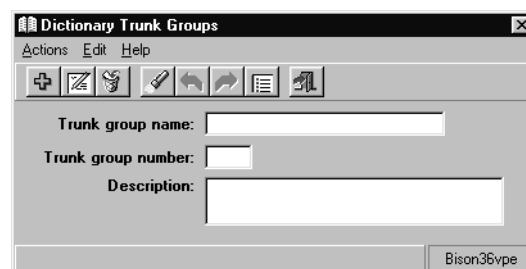 Dictionary Trunk Groups
Actions Edit Help
Trunk group name:
Trunk group number:
Description:
Bison36vpe